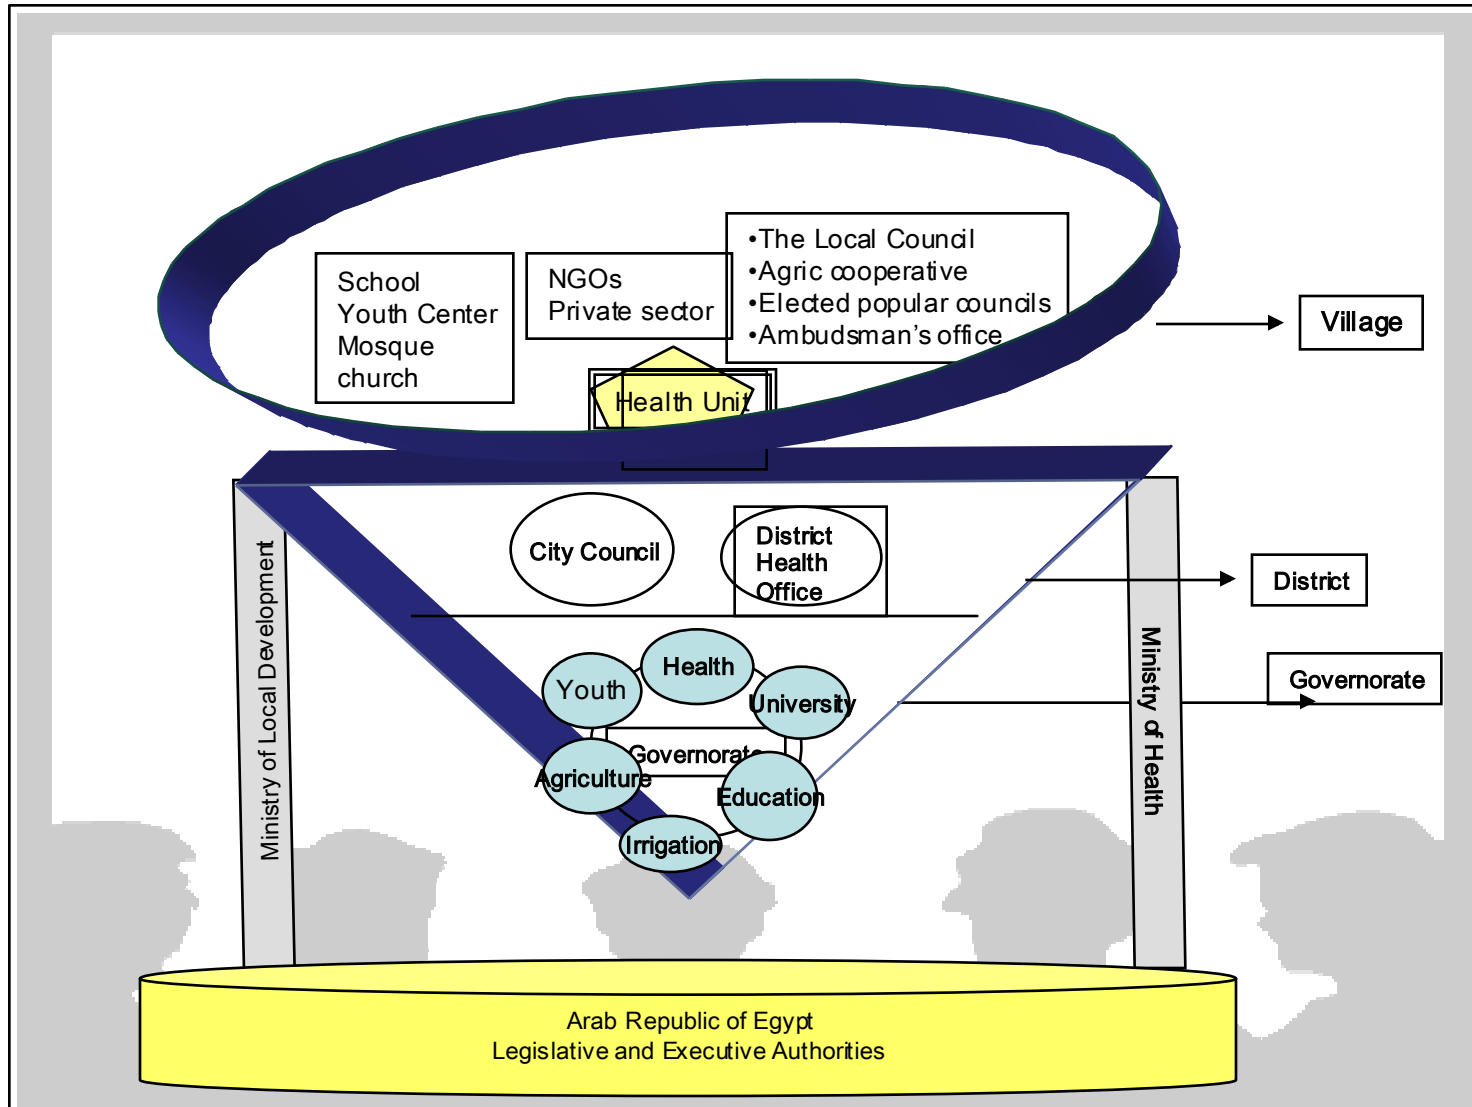 School
Youth Center
Mosque
church
NGOs
Private sector
•The Local Council
•Agric cooperative
•Elected popular councils
•Ambudsman's office
Village
Health Unit
City Council
District
Health
Office
District
Ministry of Local Development
Ministry of Health
Health
Youth
University
Governorate
Governorate
Agriculture
Education
Irrigation
Arab Republic of Egypt
Legislative and Executive Authorities